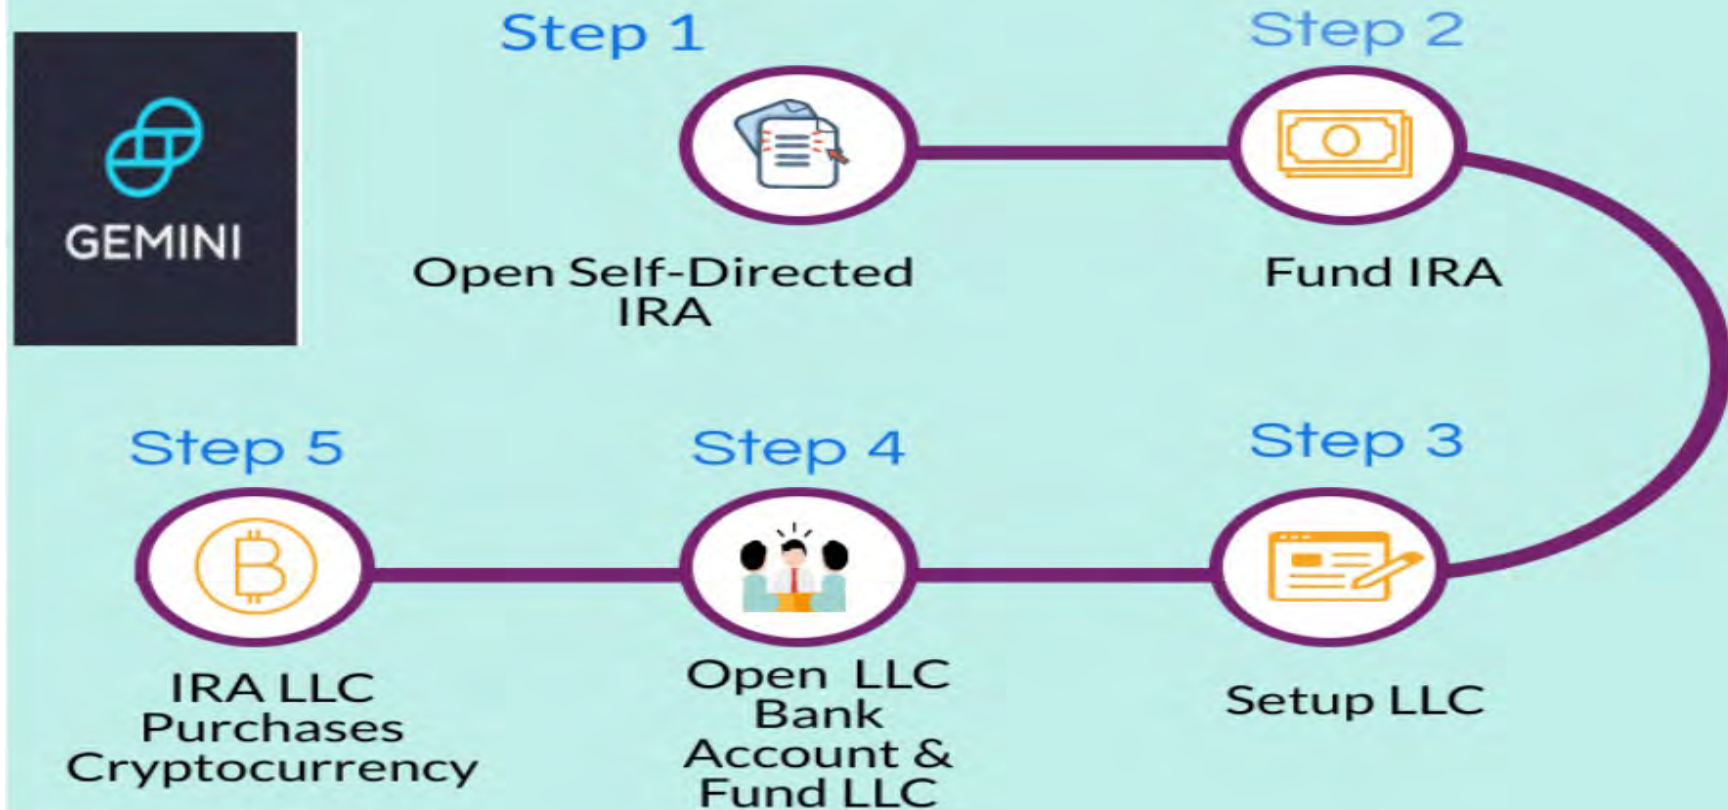 GEMINI
Step 1
Open Self-Directed
IRA
Step 2
Fund IRA
Step 3
Setup LLC
Step 4
Open LLC
Bank
Account &
Fund LLC
Step 5
IRA LLC
Purchases
Cryptocurrency